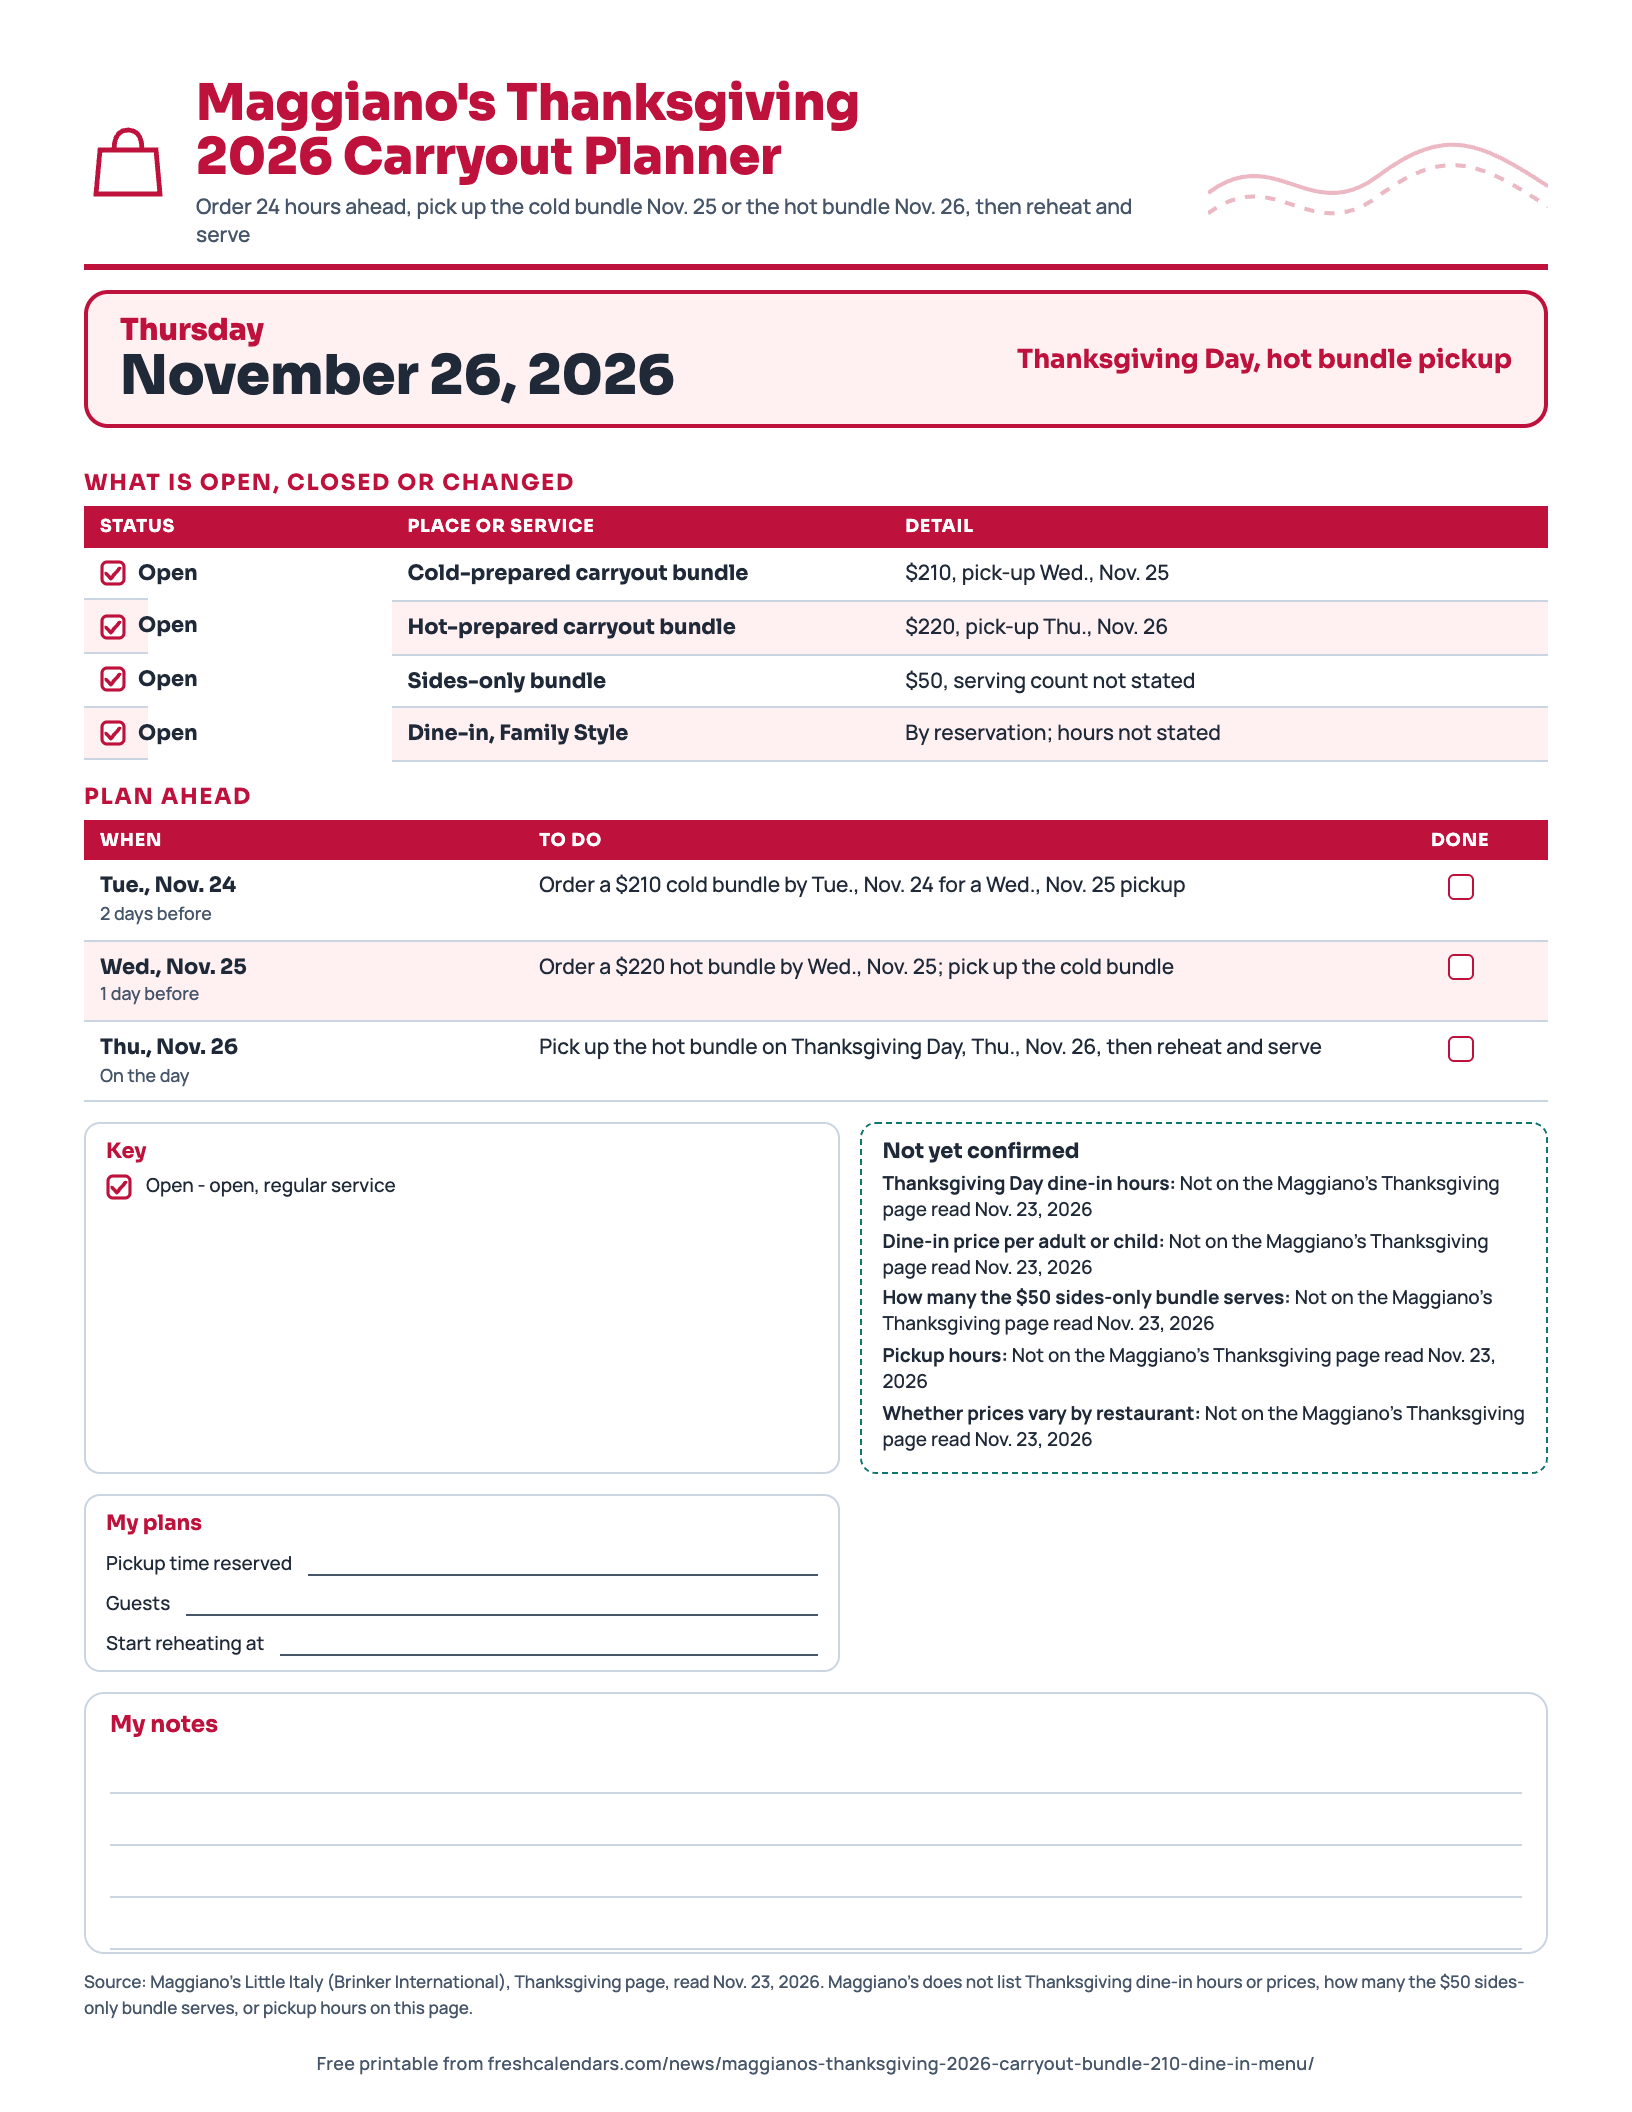 Maggiano's Thanksgiving
2026 Carryout Planner
Order 24 hours ahead, pick up the cold bundle Nov. 25 or the hot bundle Nov. 26, then reheat and
serve
Thursday
November 26, 2026
Thanksgiving Day, hot bundle pickup
WHAT IS OPEN, CLOSED OR CHANGED
STATUS PLACE OR SERVICE DETAIL
Open Cold-prepared carryout bundle $210, pick-up Wed., Nov. 25
Open Hot-prepared carryout bundle $220, pick-up Thu., Nov. 26
Open Sides-only bundle $50, serving count not stated
Open Dine-in, Family Style By reservation; hours not stated
PLAN AHEAD
WHEN TO DO DONE
Tue., Nov. 24 Order a $210 cold bundle by Tue., Nov. 24 for a Wed., Nov. 25 pickup
2 days before
Wed., Nov. 25 Order a $220 hot bundle by Wed., Nov. 25; pick up the cold bundle
1 day before
Thu., Nov. 26 Pick up the hot bundle on Thanksgiving Day, Thu., Nov. 26, then reheat and serve
On the day
Key
Open - open, regular service
Not yet confirmed
Thanksgiving Day dine-in hours: Not on the Maggiano's Thanksgiving
page read Nov. 23, 2026
Dine-in price per adult or child: Not on the Maggiano's Thanksgiving
page read Nov. 23, 2026
How many the $50 sides-only bundle serves: Not on the Maggiano's
Thanksgiving page read Nov. 23, 2026
Pickup hours: Not on the Maggiano's Thanksgiving page read Nov. 23,
2026
Whether prices vary by restaurant: Not on the Maggiano's Thanksgiving
page read Nov. 23, 2026
My plans
Pickup time reserved
Guests
Start reheating at
My notes
Source: Maggiano's Little Italy (Brinker International), Thanksgiving page, read Nov. 23, 2026. Maggiano's does not list Thanksgiving dine-in hours or prices, how many the $50 sides-
only bundle serves, or pickup hours on this page.
Free printable from freshcalendars.com/news/maggianos-thanksgiving-2026-carryout-bundle-210-dine-in-menu/